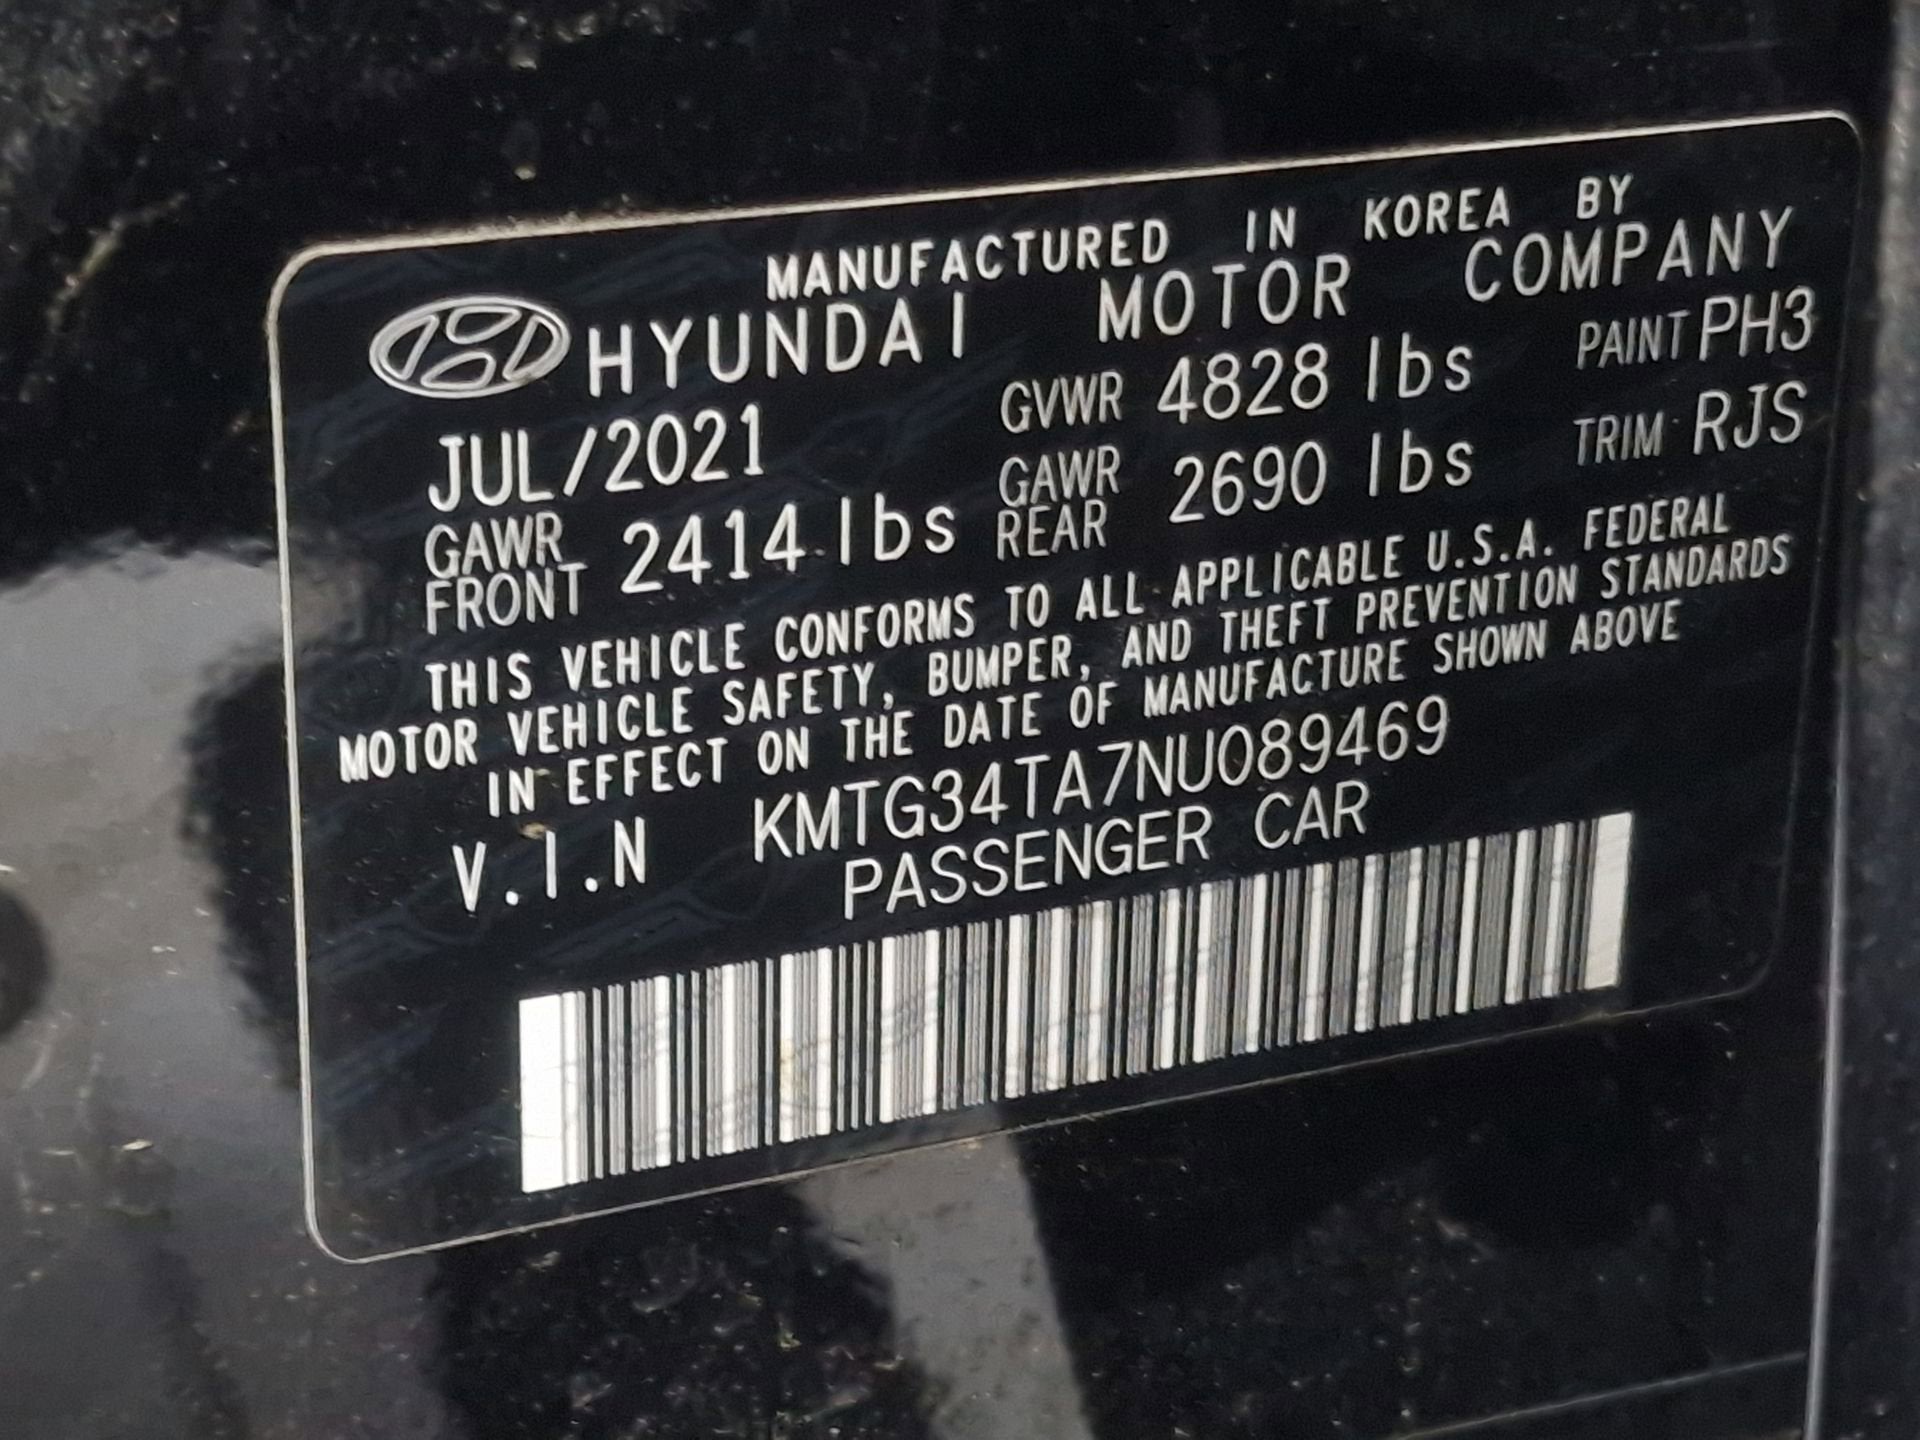 MANUFACTURED IN KOREA BY
HYUNDAI MOTOR COMPANY
JUL/2021 GVWR 4828 lbs PAINT PH3
GAWR FRONT 2414 lbs GAWR REAR 2690 lbs TRIM RJS
THIS VEHICLE CONFORMS TO ALL APPLICABLE U.S.A. FEDERAL
MOTOR VEHICLE SAFETY, BUMPER, AND THEFT PREVENTION STANDARDS
IN EFFECT ON THE DATE OF MANUFACTURE SHOWN ABOVE
V.I.N KMTG34TA7NU089469
PASSENGER CAR